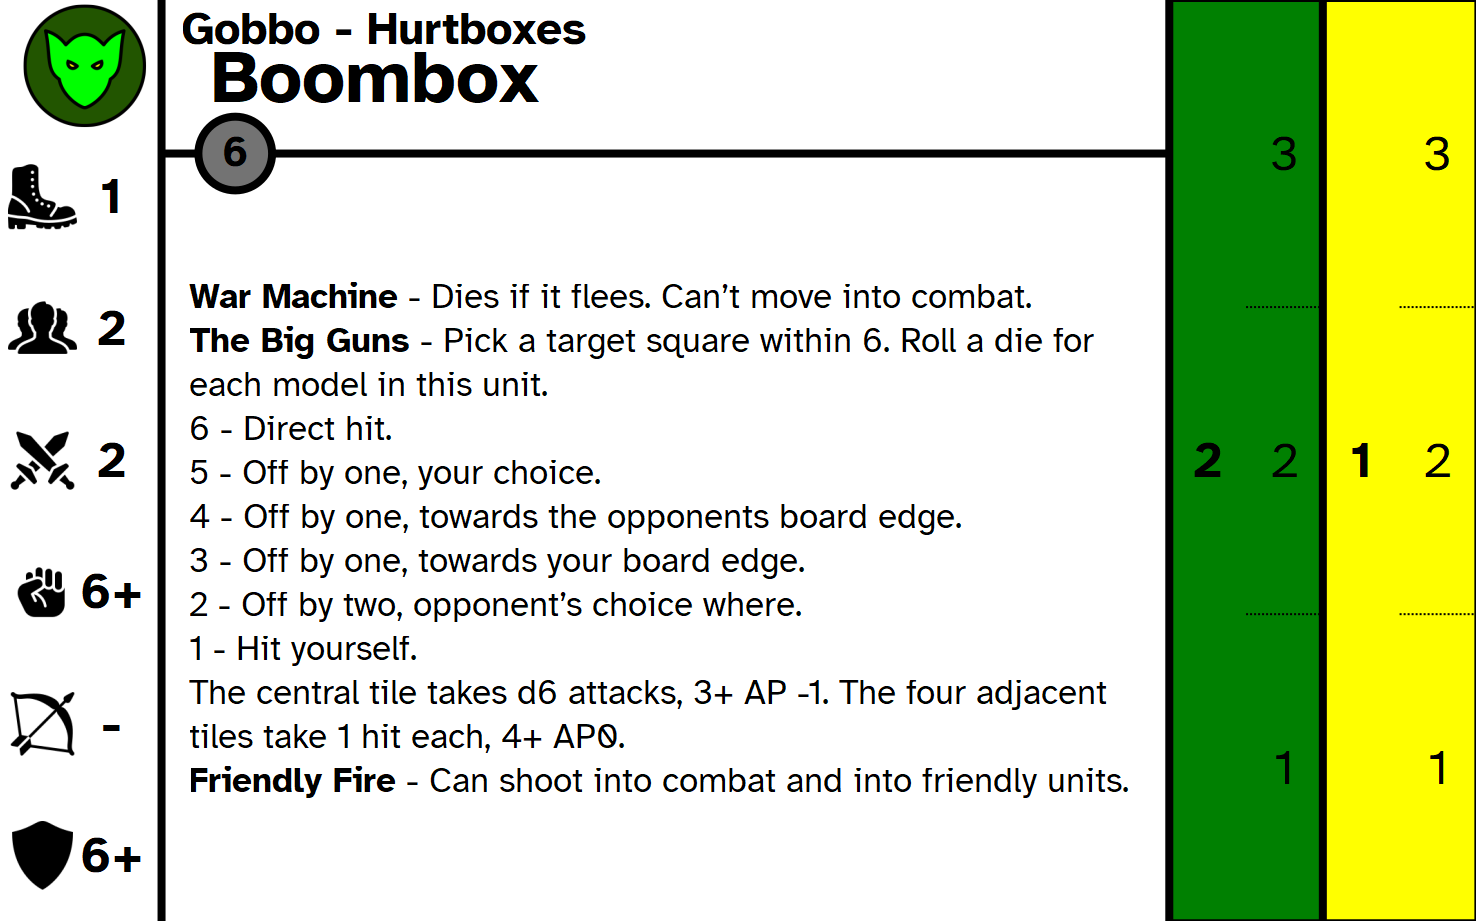 Gobbo - Hurtboxes
Boombox
6
1
2
2
6+
-
6+
War Machine - Dies if it flees. Can’t move into combat.
The Big Guns - Pick a target square within 6. Roll a die for
each model in this unit.
6 - Direct hit.
5 - Off by one, your choice.
4 - Off by one, towards the opponents board edge.
3 - Off by one, towards your board edge.
2 - Off by two, opponent’s choice where.
1 - Hit yourself.
The central tile takes d6 attacks, 3+ AP -1. The four adjacent
tiles take 1 hit each, 4+ AP0.
Friendly Fire - Can shoot into combat and into friendly units.
3 3
2 2 1 2
1 1